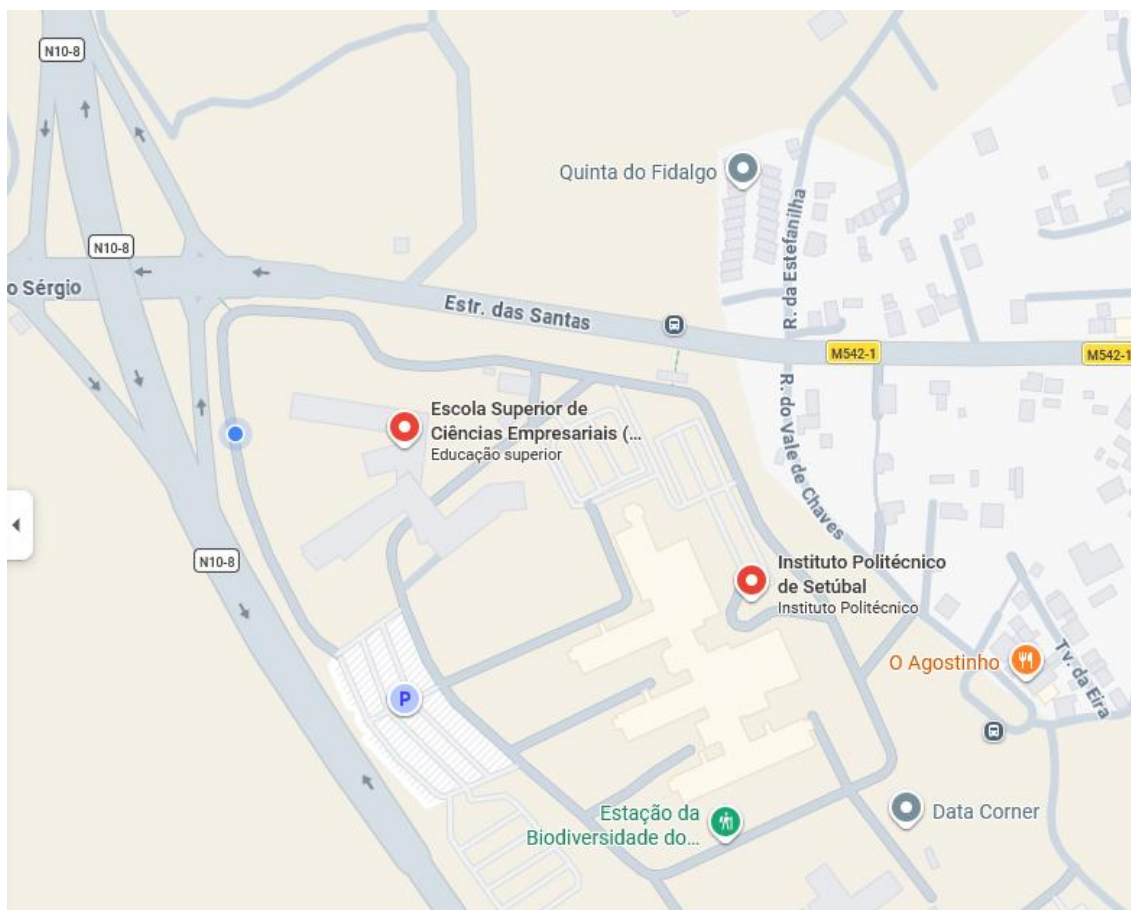 N10-8
Quinta do Fidalgo
R. da Estefanilha
N10-8
o Sérgio
Estr. das Santas
M542-1
M542-1
R. do Vale de Chaves
Escola Superior de
Ciências Empresariais (...
Educação superior
N10-8
Instituto Politécnico
de Setúbal
Instituto Politécnico
O Agostinho
Tv. da Eira
P
Estação da
Biodiversidade do...
Data Corner